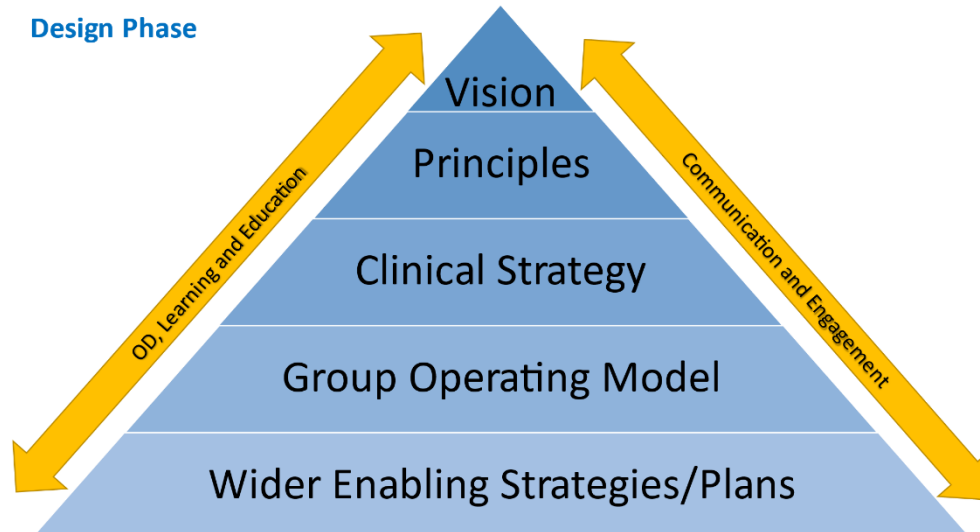 Design Phase
Vision
Principles
Clinical Strategy
Group Operating Model
Wider Enabling Strategies/Plans
OD, Learning and Education
Communication and Engagement